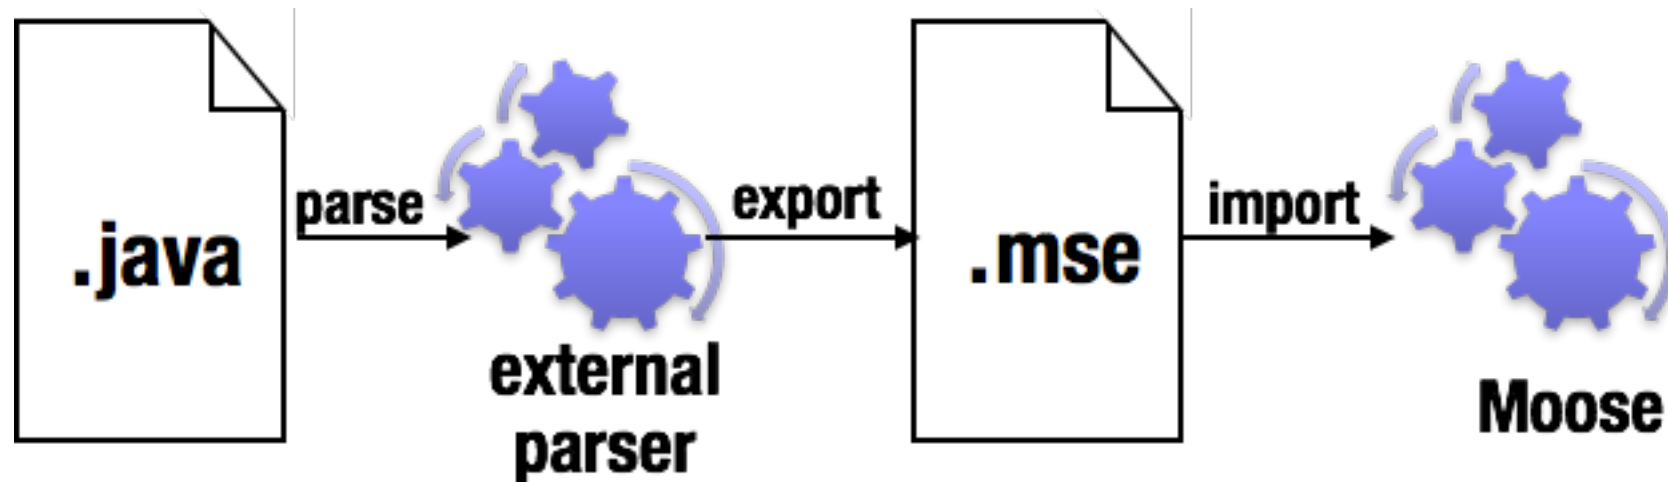 .java
parse
external
parser
export
.mse
import
Moose